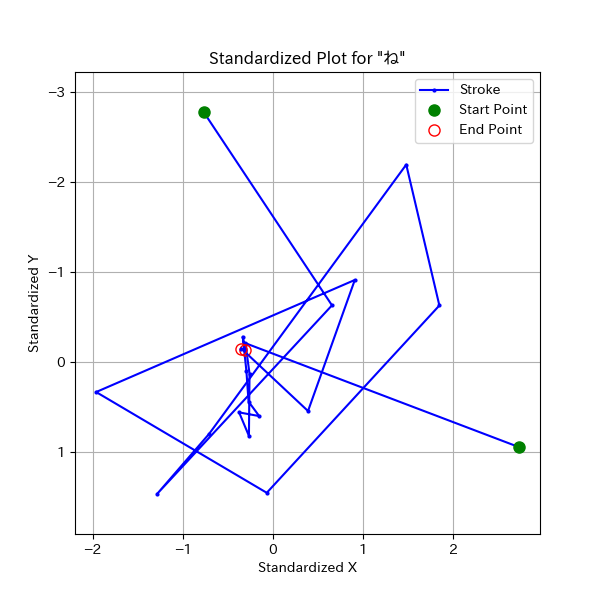 Standardized Plot for "ね"
Stroke
Start Point
End Point
−3
−2
−1
0
1
Standardized Y
−2 −1 0 1 2
Standardized X